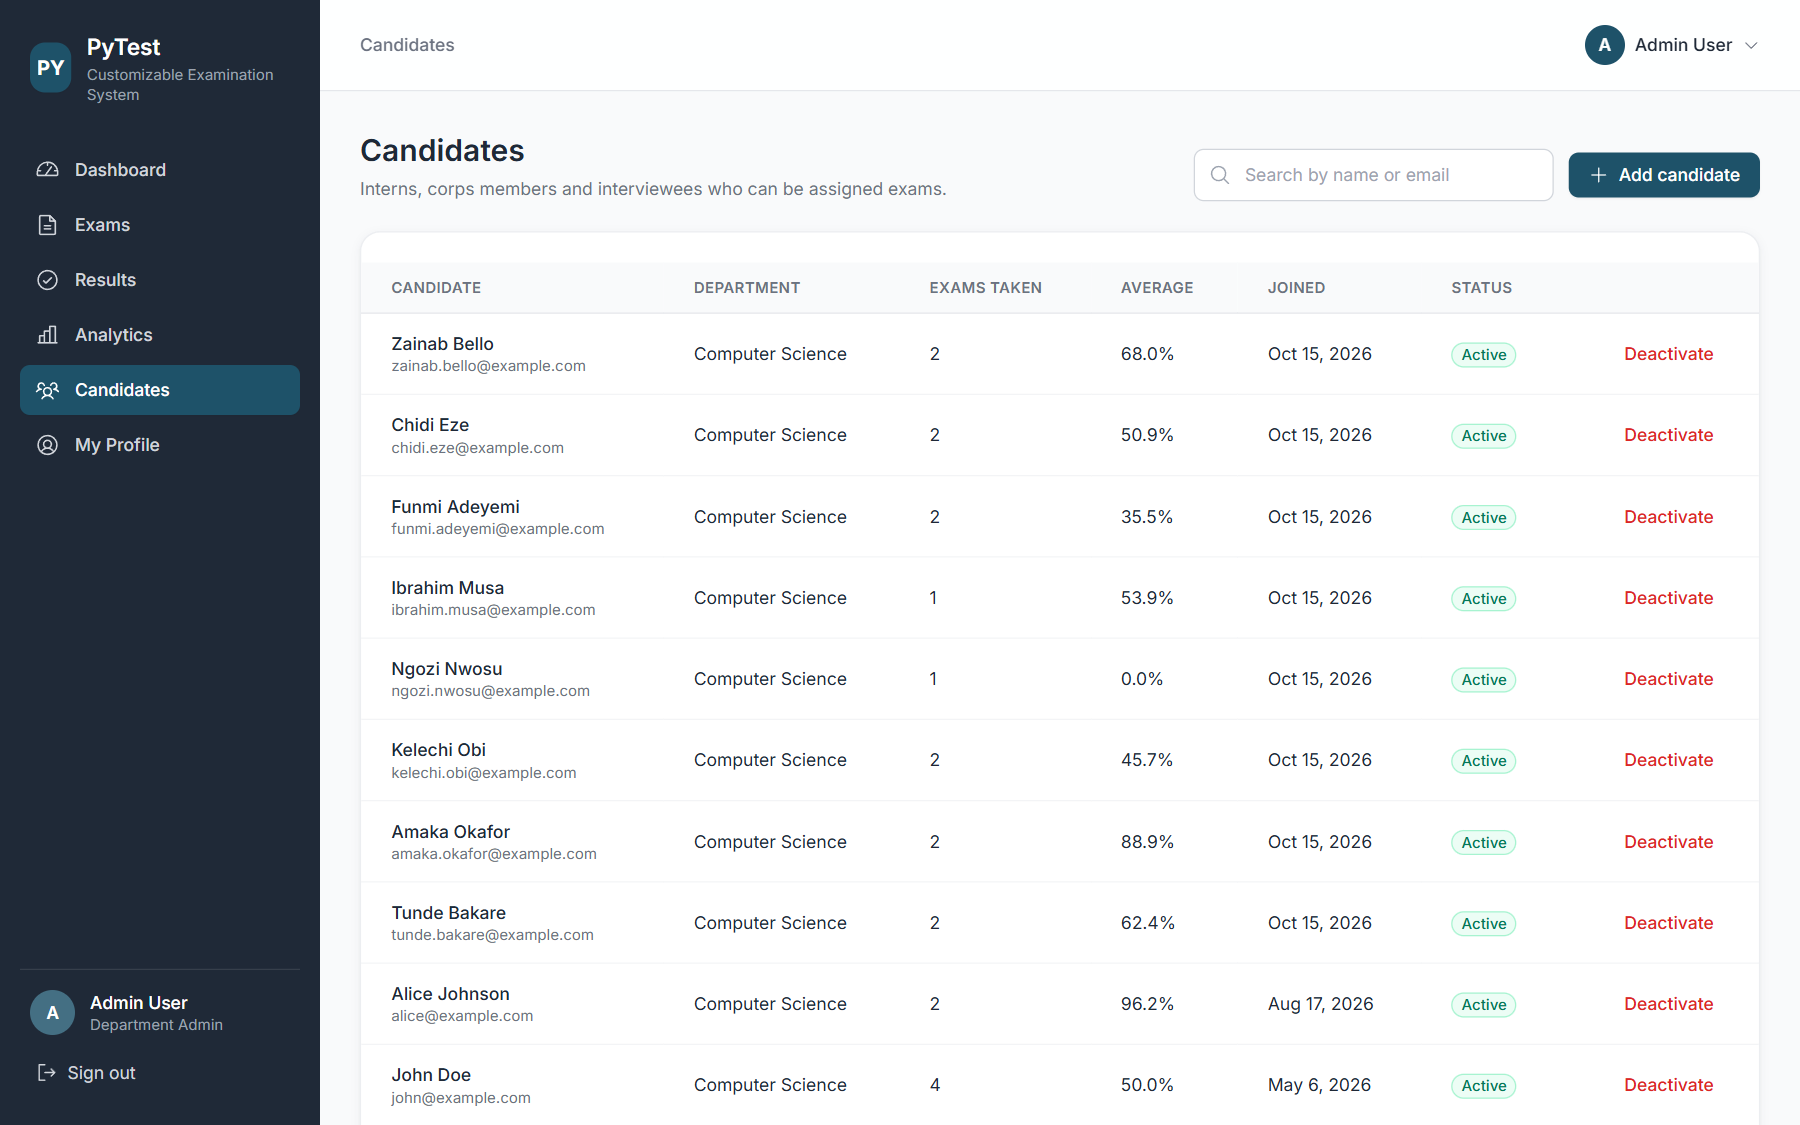 PY
PyTest
Customizable Examination
System
Dashboard
Exams
Results
Analytics
Candidates
My Profile
A
Admin User
Department Admin
Sign out
Candidates
A Admin User
Candidates
Interns, corps members and interviewees who can be assigned exams.
Search by name or email
Add candidate
CANDIDATE DEPARTMENT EXAMS TAKEN AVERAGE JOINED STATUS
Zainab Bello
zainab.bello@example.com
Computer Science 2 68.0% Oct 15, 2026 Active Deactivate
Chidi Eze
chidi.eze@example.com
Computer Science 2 50.9% Oct 15, 2026 Active Deactivate
Funmi Adeyemi
funmi.adeyemi@example.com
Computer Science 2 35.5% Oct 15, 2026 Active Deactivate
Ibrahim Musa
ibrahim.musa@example.com
Computer Science 1 53.9% Oct 15, 2026 Active Deactivate
Ngozi Nwosu
ngozi.nwosu@example.com
Computer Science 1 0.0% Oct 15, 2026 Active Deactivate
Kelechi Obi
kelechi.obi@example.com
Computer Science 2 45.7% Oct 15, 2026 Active Deactivate
Amaka Okafor
amaka.okafor@example.com
Computer Science 2 88.9% Oct 15, 2026 Active Deactivate
Tunde Bakare
tunde.bakare@example.com
Computer Science 2 62.4% Oct 15, 2026 Active Deactivate
Alice Johnson
alice@example.com
Computer Science 2 96.2% Aug 17, 2026 Active Deactivate
John Doe
john@example.com
Computer Science 4 50.0% May 6, 2026 Active Deactivate